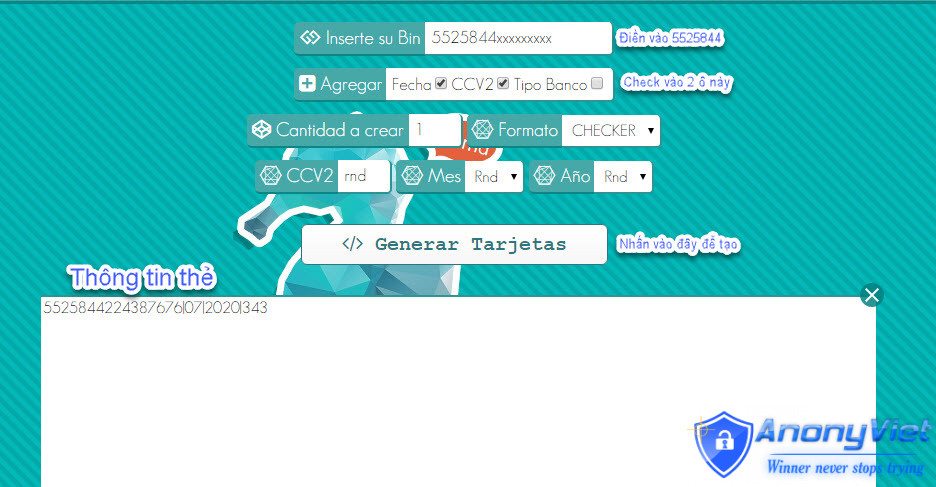 Inserte su Bin 5525844xxxxxxxxx Điền vào 5525844
Agregar Fecha CCV2 Tipo Banco Check vào 2 ô này
Cantidad a crear 1 Formato CHECKER
CCV2 rnd Mes Rnd Año Rnd
</> Generar Tarjetas Nhấn vào đây để tạo
Thông tin thẻ
5525844224387676|07|2020|343
AnonyViet
Winner never stops trying